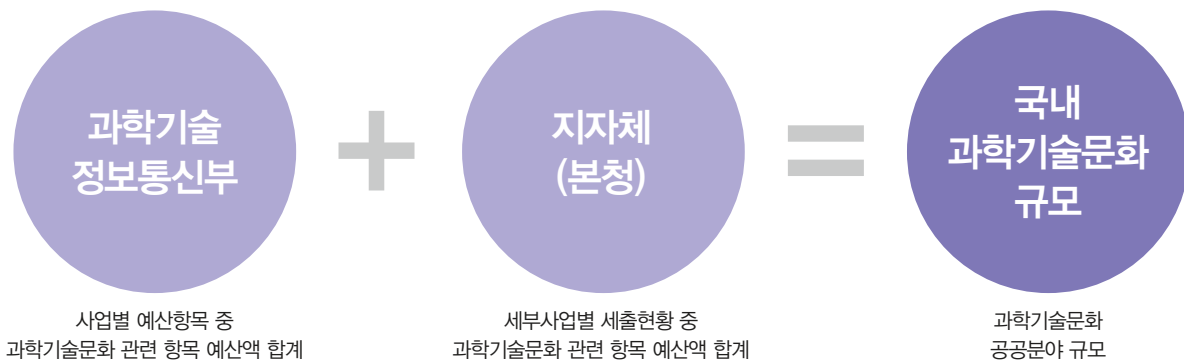 과학기술
정보통신부
+
지자체
(본청)
=
국내
과학기술문화
규모
사업별 예산항목 중
과학기술문화 관련 항목 예산액 합계
세부사업별 세출현황 중
과학기술문화 관련 항목 예산액 합계
과학기술문화
공공분야 규모